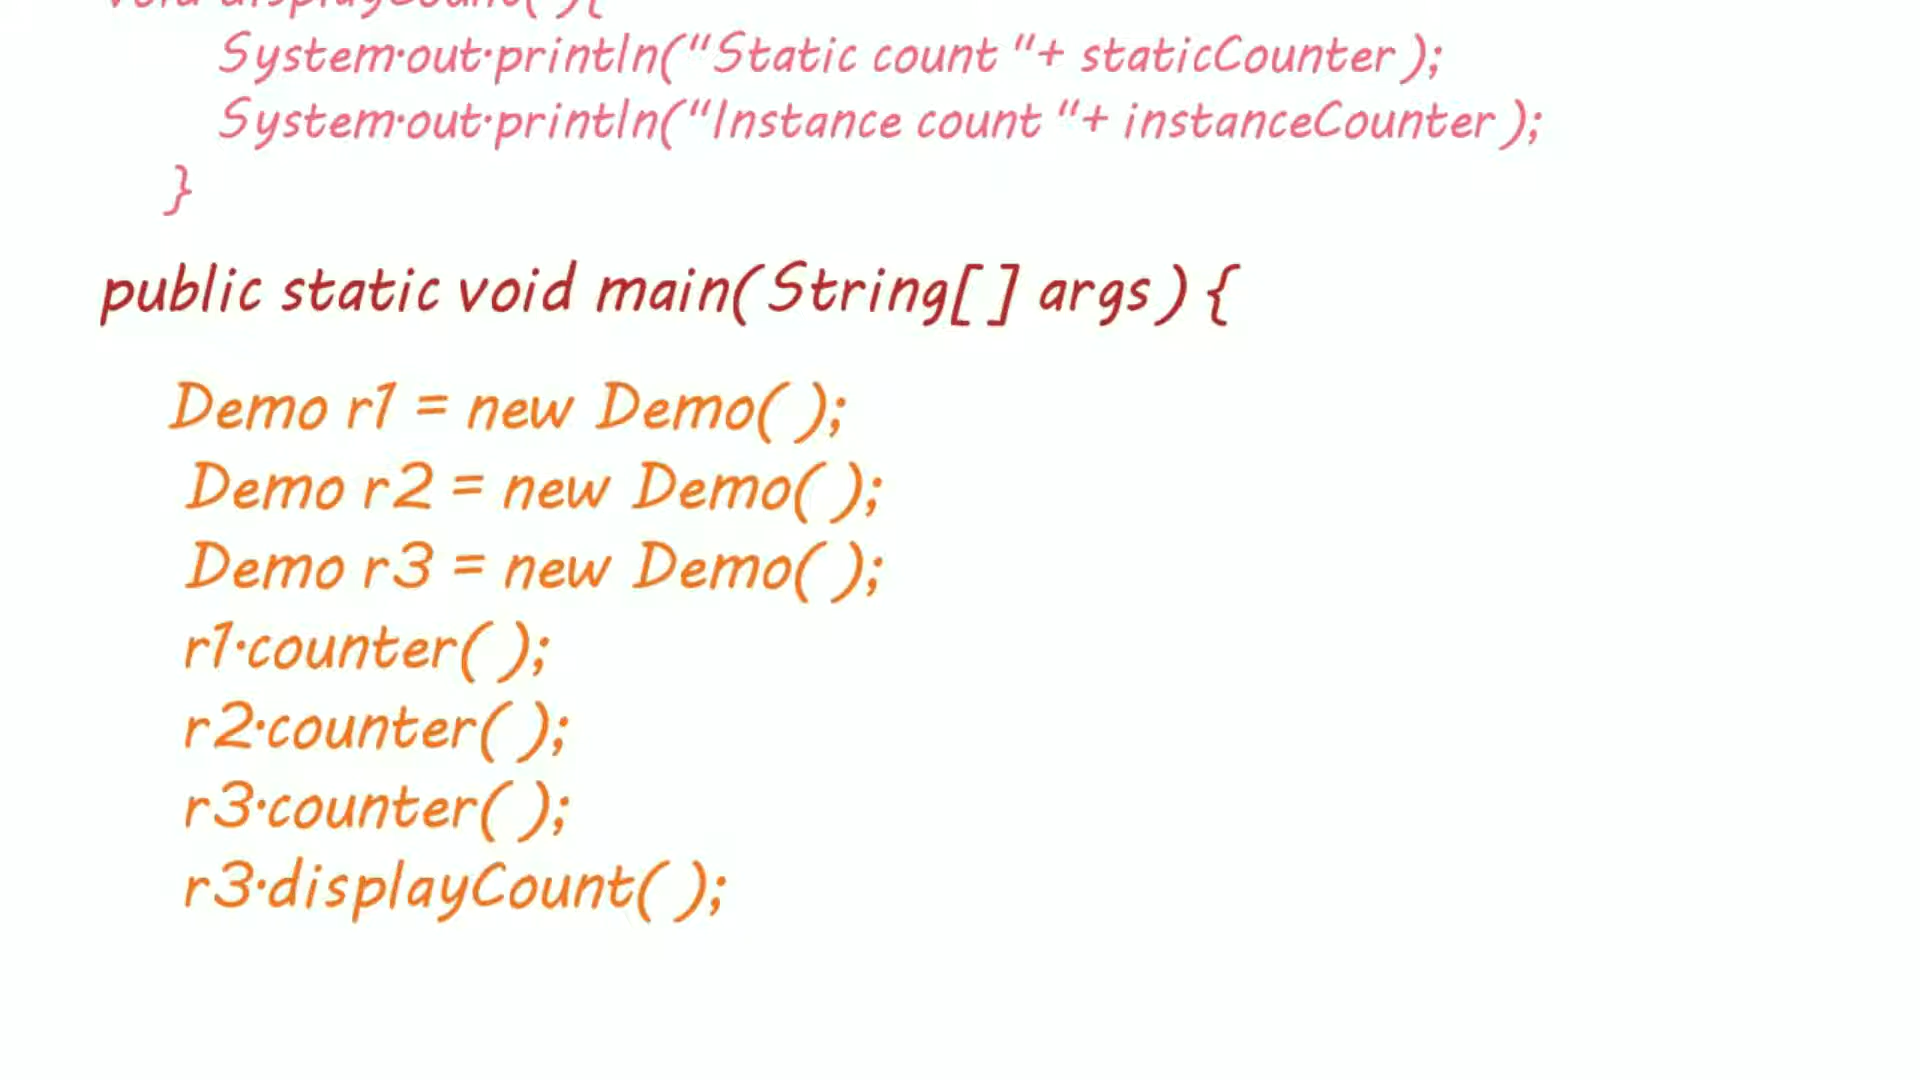 void displayCount( ){
System.out.println("Static count "+ staticCounter );
System.out.println("Instance count "+ instanceCounter );
}
public static void main(String[ ] args ) {
Demo r1 = new Demo( );
Demo r2 = new Demo( );
Demo r3 = new Demo( );
r1.counter( );
r2.counter( );
r3.counter( );
r3.displayCount( );